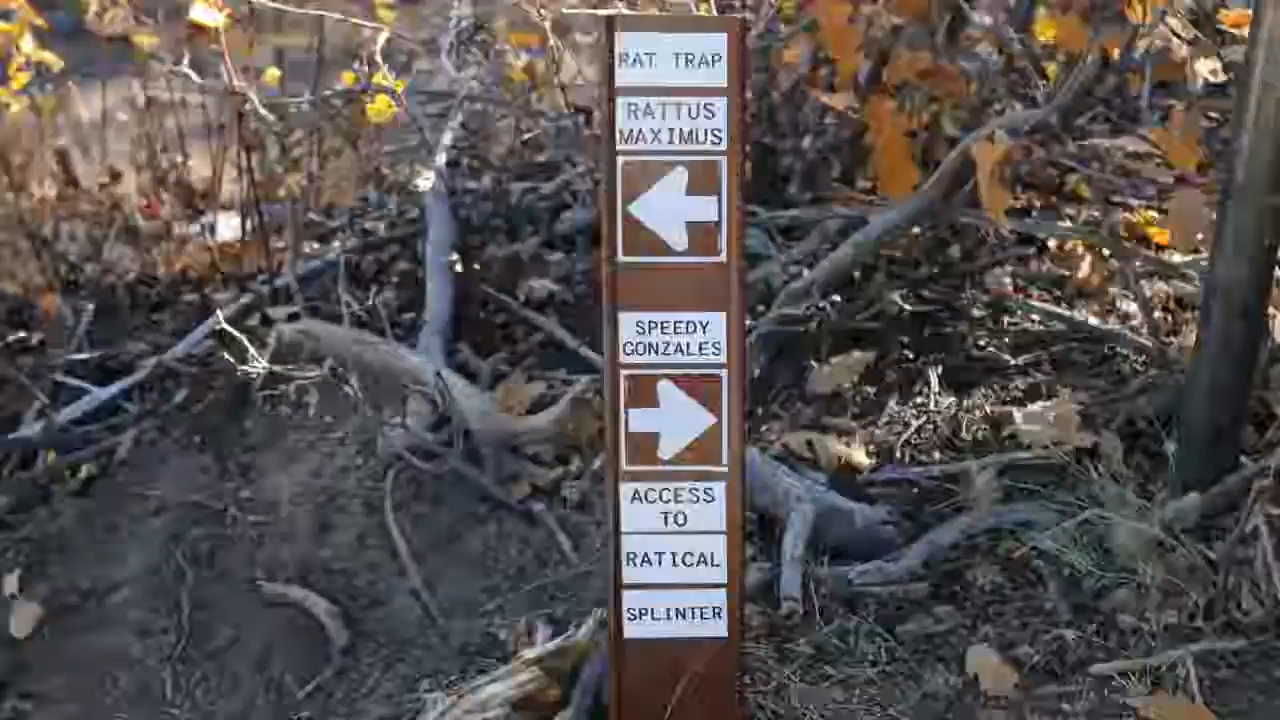 RAT TRAP
RATTUS
MAXIMUS
SPEEDY
GONZALES
ACCESS
TO
RATICAL
SPLINTER